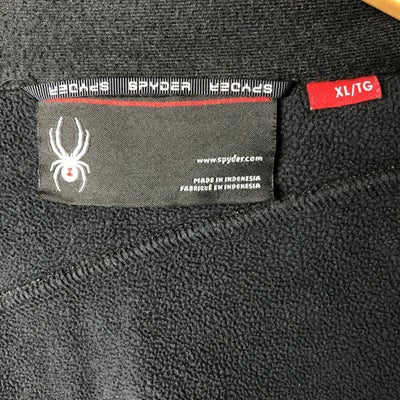 SPYDER SPYDER SPYDER
XL/TG
www.spyder.com
MADE IN INDONESIA
FABRIQUÉ EN INDONESIA